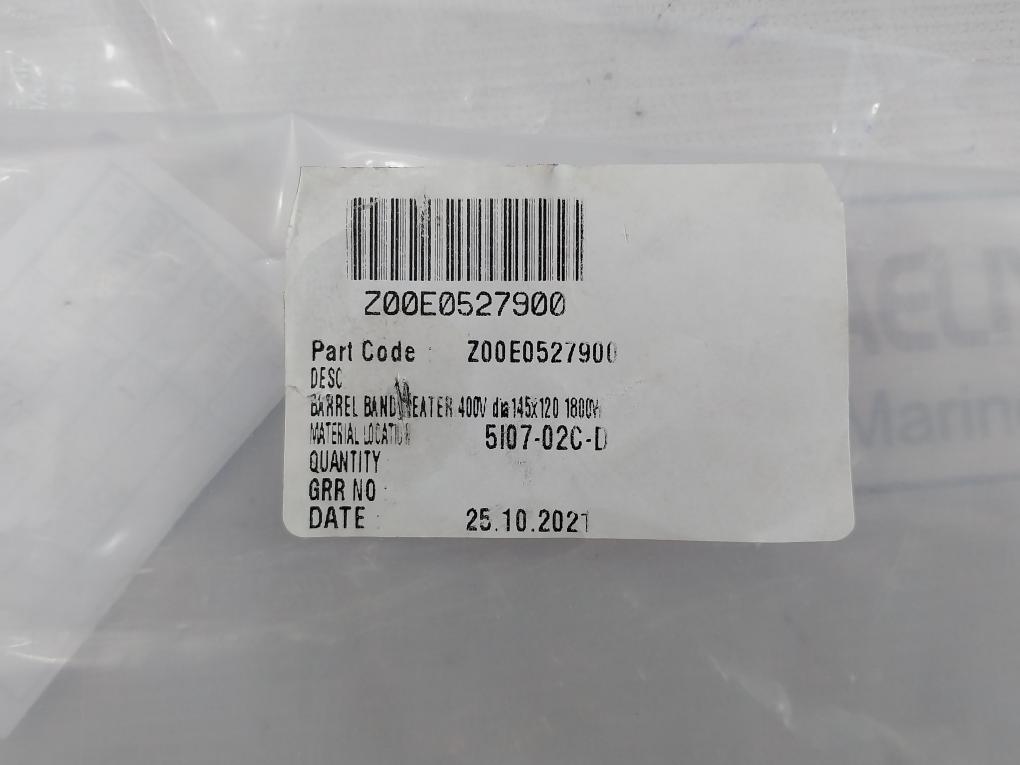 Z00E0527900
Part Code : Z00E0527900
DESC
BARREL BAND HEATER 400V dia145x120 1800W
MATERIAL LOCATION 5I07-02C-D
QUANTITY :
GRR NO :
DATE : 25.10.2021